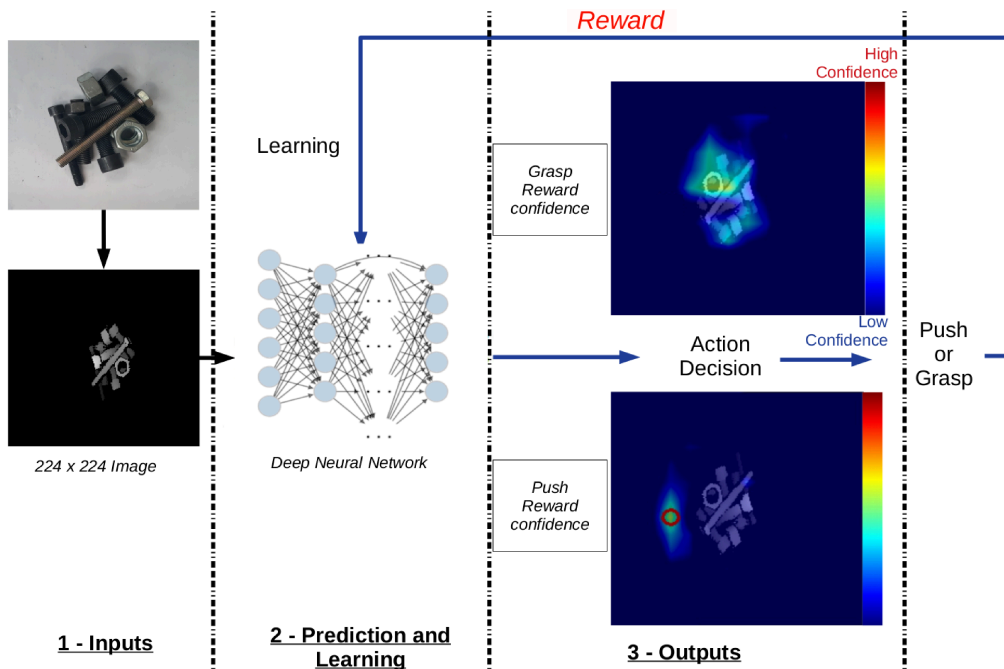 Reward
High
Confidence
Learning
Grasp
Reward
confidence
Low
Confidence
Action
Decision
Push
or
Grasp
224 x 224 Image
Deep Neural Network
Push
Reward
confidence
1 - Inputs
2 - Prediction and
Learning
3 - Outputs